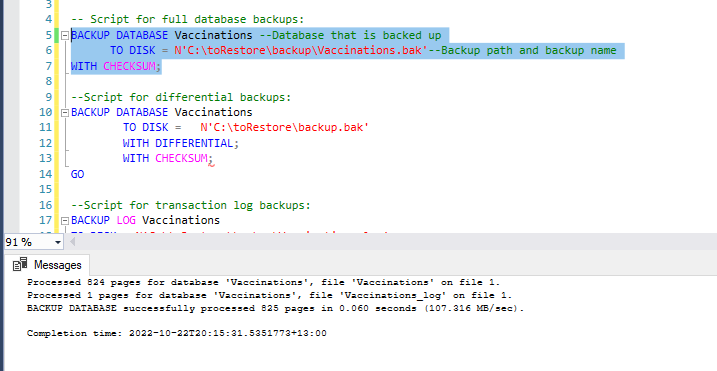 3
4 -- Script for full database backups:
5 BACKUP DATABASE Vaccinations --Database that is backed up
6 TO DISK = N'C:\toRestore\backup\Vaccinations.bak'--Backup path and backup name
7 WITH CHECKSUM;
8
9 --Script for differential backups:
10 BACKUP DATABASE Vaccinations
11 TO DISK = N'C:\toRestore\backup.bak'
12 WITH DIFFERENTIAL;
13 WITH CHECKSUM;
14 GO
15
16 --Script for transaction log backups:
17 BACKUP LOG Vaccinations
91 %
Messages
Processed 824 pages for database 'Vaccinations', file 'Vaccinations' on file 1.
Processed 1 pages for database 'Vaccinations', file 'Vaccinations_log' on file 1.
BACKUP DATABASE successfully processed 825 pages in 0.060 seconds (107.316 MB/sec).
Completion time: 2022-10-22T20:15:31.5351773+13:00